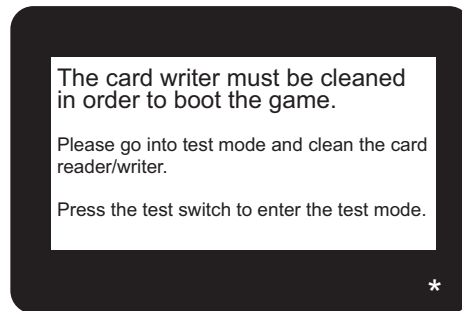 The card writer must be cleaned
in order to boot the game.
Please go into test mode and clean the card
reader/writer.
Press the test switch to enter the test mode.
*